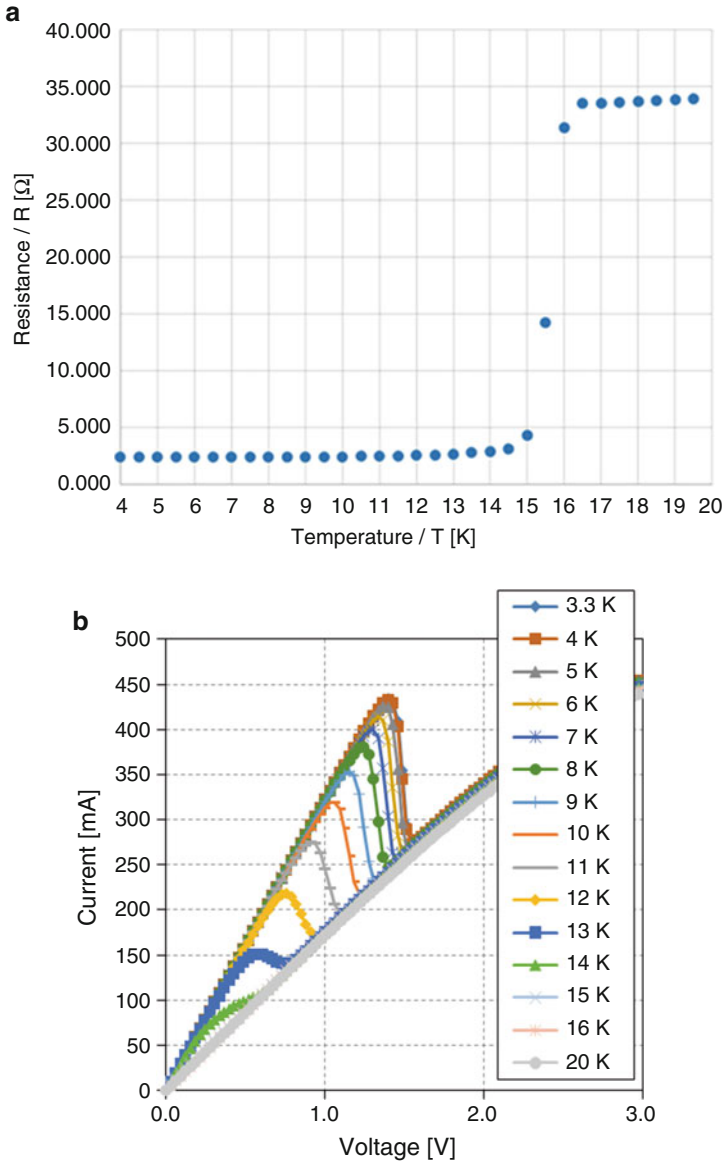 a
40.000
35.000
30.000
25.000
20.000
15.000
10.000
5.000
0.000
Resistance / R [Ω]
4 5 6 7 8 9 10 11 12 13 14 15 16 17 18 19 20
Temperature / T [K]
b
500
450
400
350
300
250
200
150
100
50
0
Current [mA]
0.0 1.0 2.0 3.0
Voltage [V]
3.3 K
4 K
5 K
6 K
7 K
8 K
9 K
10 K
11 K
12 K
13 K
14 K
15 K
16 K
20 K